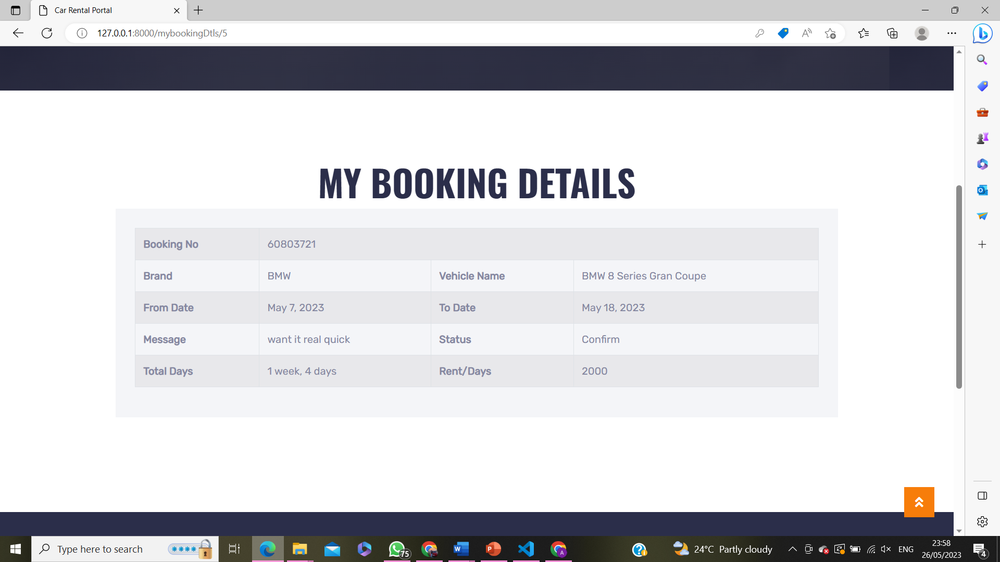 Car Rental Portal
127.0.0.1:8000/mybookingDtls/5
MY BOOKING DETAILS
Booking No 60803721
Brand BMW Vehicle Name BMW 8 Series Gran Coupe
From Date May 7, 2023 To Date May 18, 2023
Message want it real quick Status Confirm
Total Days 1 week, 4 days Rent/Days 2000
Type here to search
75
24°C Partly cloudy
ENG
23:58
26/05/2023
4